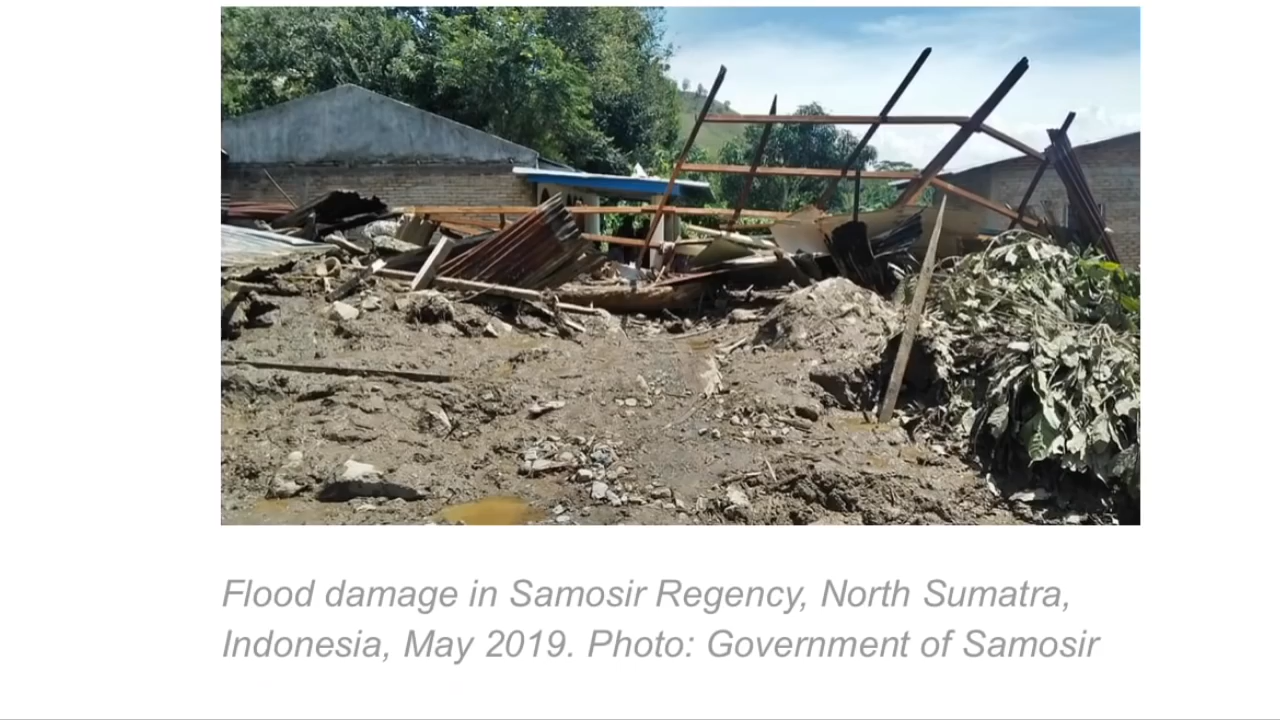 Flood damage in Samosir Regency, North Sumatra,
Indonesia, May 2019. Photo: Government of Samosir